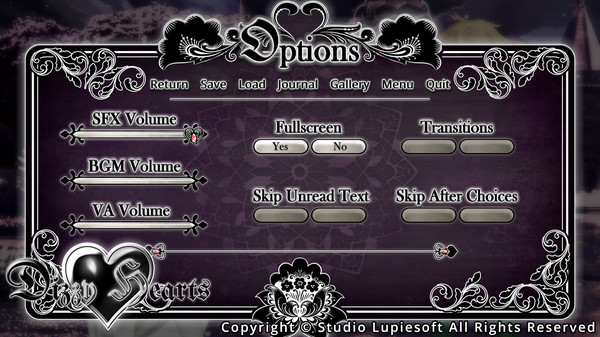 Options
Return Save Load Journal Gallery Menu Quit
SFX Volume
Fullscreen
Transitions
Yes No
BGM Volume
Skip Unread Text
Skip After Choices
VA Volume
Dizzy Hearts
Copyright © Studio Lupiesoft All Rights Reserved